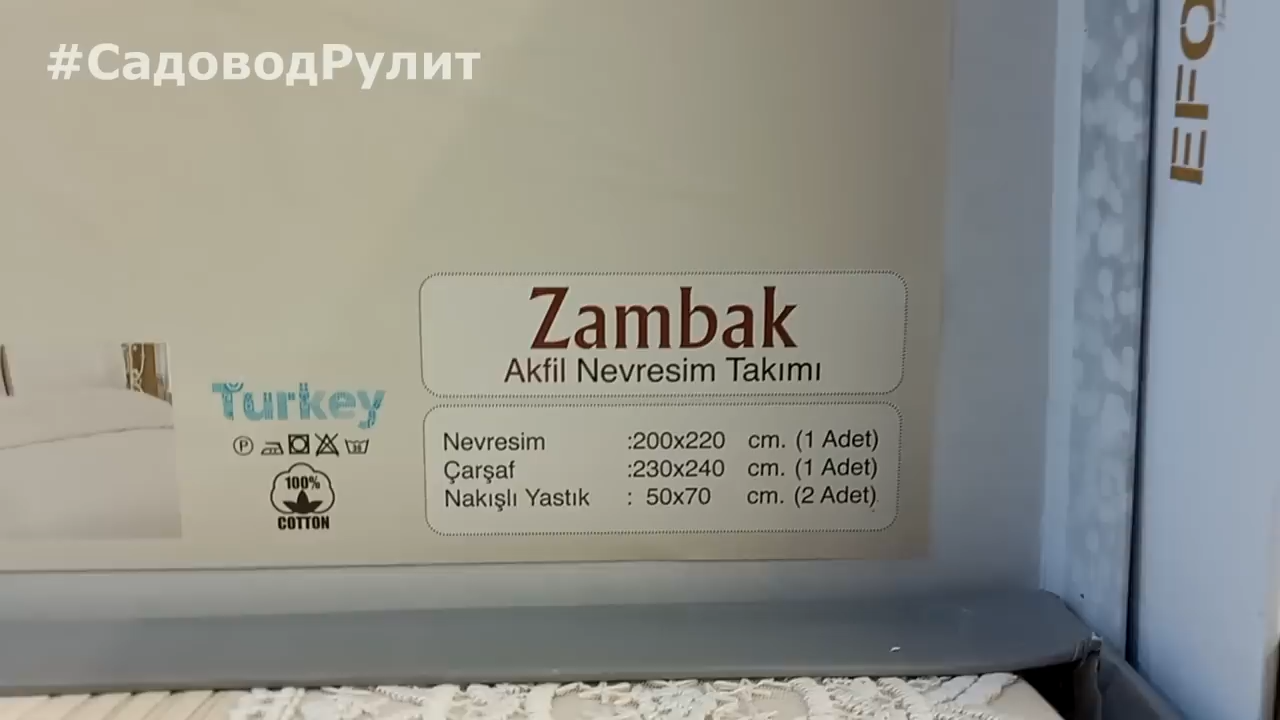 #СадоводРулит
Zambak
Akfil Nevresim Takımı
Turkey
Nevresim :200x220 cm. (1 Adet)
Çarşaf :230x240 cm. (1 Adet)
Nakışlı Yastık : 50x70 cm. (2 Adet)
P
100%
COTTON